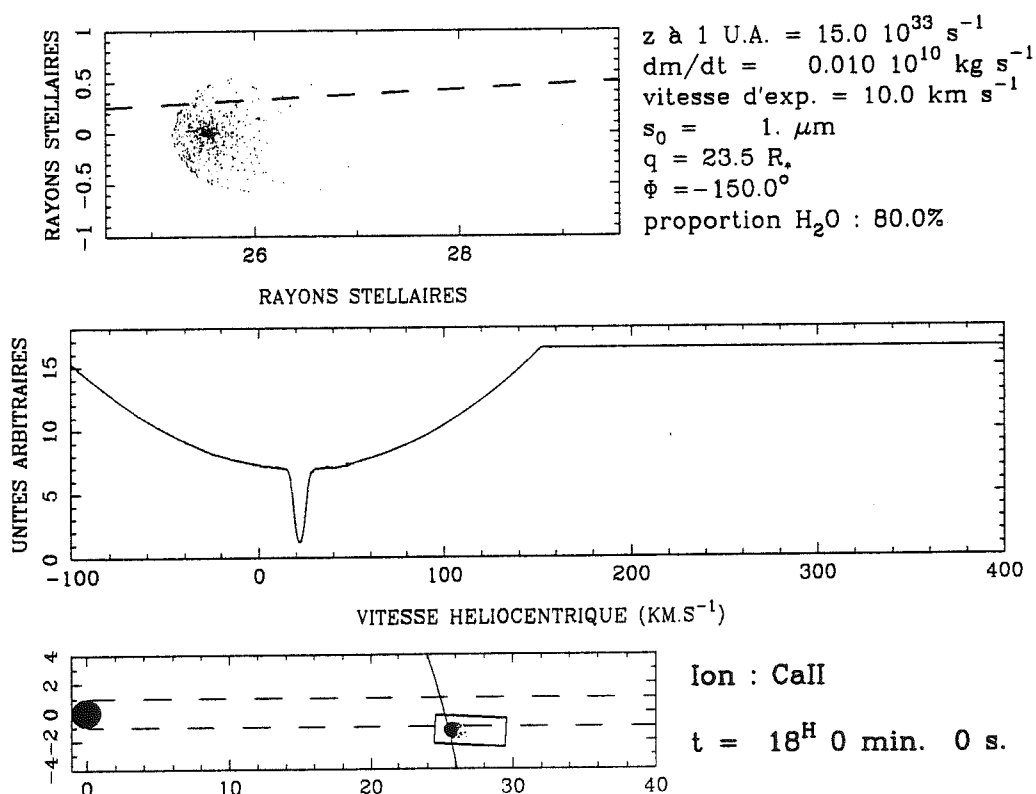 z à 1 U.A. = 15.0 10³³ s⁻¹
dm/dt = 0.010 10¹⁰ kg s⁻¹
vitesse d'exp. = 10.0 km s⁻¹
s₀ = 1. μm
q = 23.5 R*
Φ =-150.0°
proportion H₂O : 80.0%
RAYONS STELLAIRES
1
0.5
0
-0.5
-1
26 28
RAYONS STELLAIRES
UNITES ARBITRAIRES
15
10
5
0
-100 0 100 200 300 400
VITESSE HELIOCENTRIQUE (KM.S⁻¹)
4
2
0
-2
-4
0 10 20 30 40
Ion : CaII
t = 18ᴴ 0 min. 0 s.